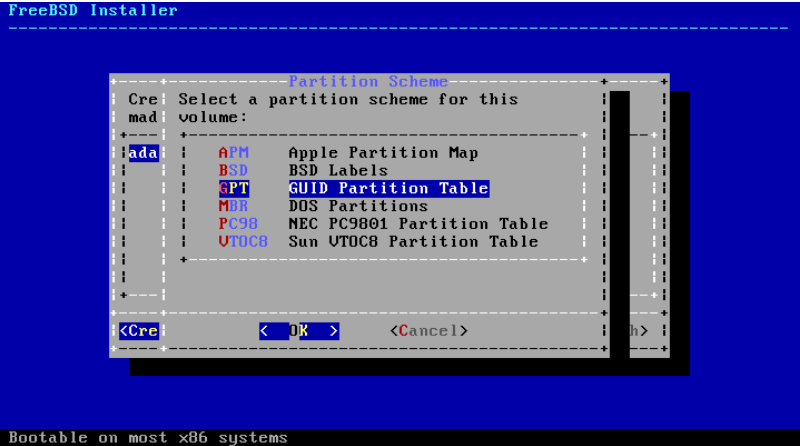 FreeBSD Installer
Partition Scheme
Cre Select a partition scheme for this
mad volume:
ada APM Apple Partition Map
BSD BSD Labels
GPT GUID Partition Table
MBR DOS Partitions
PC98 NEC PC9801 Partition Table
VTOC8 Sun VTOC8 Partition Table
<Cre < OK > <Cancel> h>
Bootable on most x86 systems